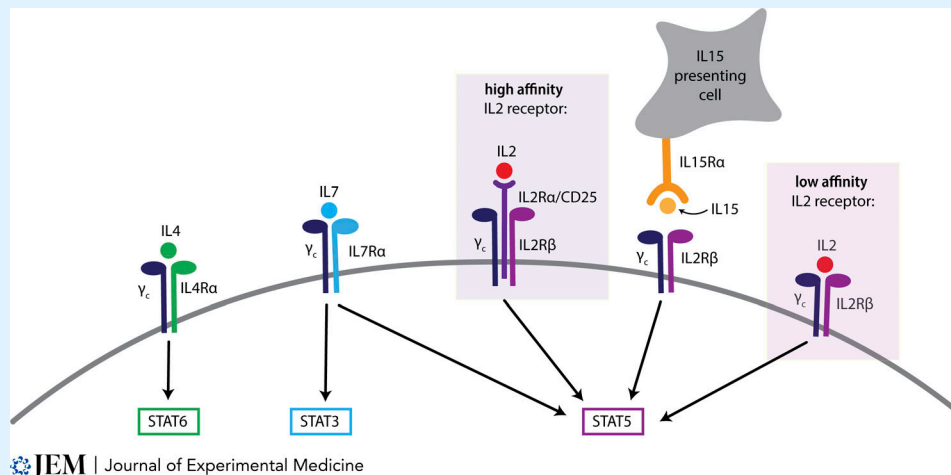 IL15
presenting
cell
high affinity
IL2 receptor:
IL15Rα
IL2
IL7
low affinity
IL2 receptor:
IL2Rα/CD25
IL15
IL4
IL2
γc
IL7Rα
γc
IL2Rβ
γc
IL2Rβ
γc
IL4Rα
γc
IL2Rβ
STAT6
STAT3
STAT5
JEM | Journal of Experimental Medicine